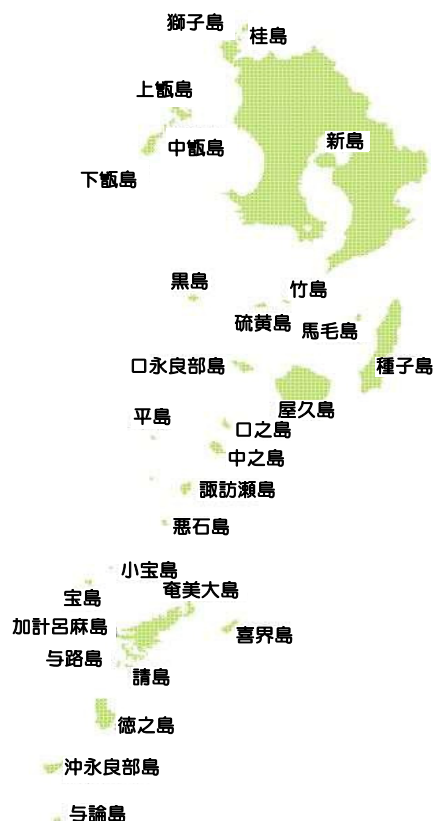 獅子島
桂島
上甑島
新島
中甑島
下甑島
黒島
竹島
硫黄島
馬毛島
口永良部島
種子島
屋久島
平島
口之島
中之島
諏訪瀬島
悪石島
小宝島
奄美大島
宝島
加計呂麻島
喜界島
与路島
請島
徳之島
沖永良部島
与論島